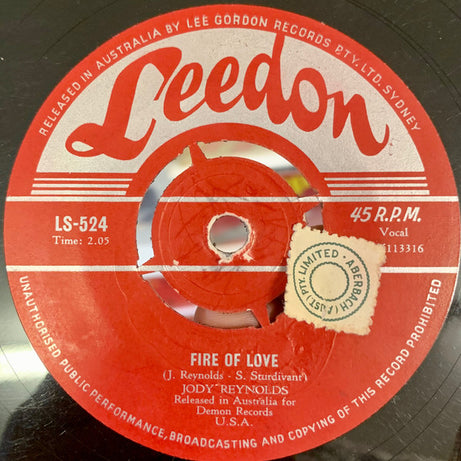 RELEASED IN AUSTRALIA BY LEE GORDON RECORDS PTY. LTD. SYDNEY
Leedon
LS-524
Time: 2.05
45 R.P.M.
Vocal
113316
PTY. LIMITED · ABERBACH (AUST)
FIRE OF LOVE
(J. Reynolds - S. Sturdivant)
JODY REYNOLDS
Released in Australia for
Demon Records
U.S.A.
UNAUTHORISED PUBLIC PERFORMANCE, BROADCASTING AND COPYING OF THIS RECORD PROHIBITED